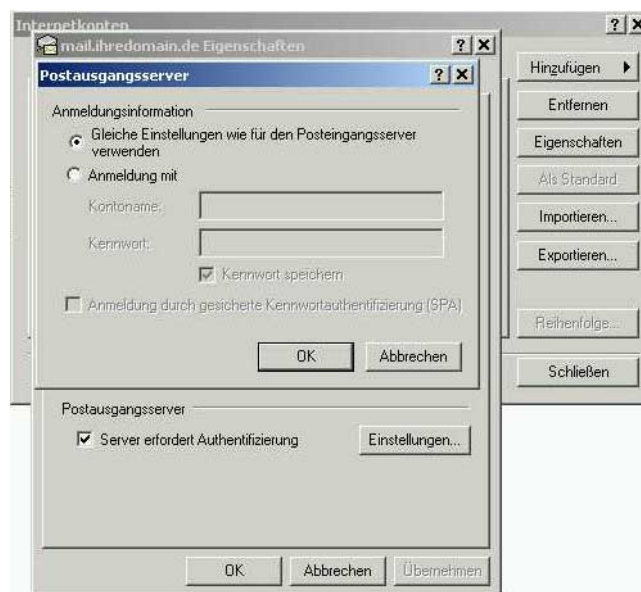 Internetkonten
mail.ihredomain.de Eigenschaften
Postausgangsserver
Anmeldungsinformation
Gleiche Einstellungen wie für den Posteingangsserver
verwenden
Anmeldung mit
Kontoname:
Kennwort:
Kennwort speichern
Anmeldung durch gesicherte Kennwortauthentifizierung (SPA)
OK
Abbrechen
Postausgangsserver
Server erfordert Authentifizierung
Einstellungen...
OK
Abbrechen
Übernehmen
Hinzufügen
Entfernen
Eigenschaften
Als Standard
Importieren...
Exportieren...
Reihenfolge...
Schließen